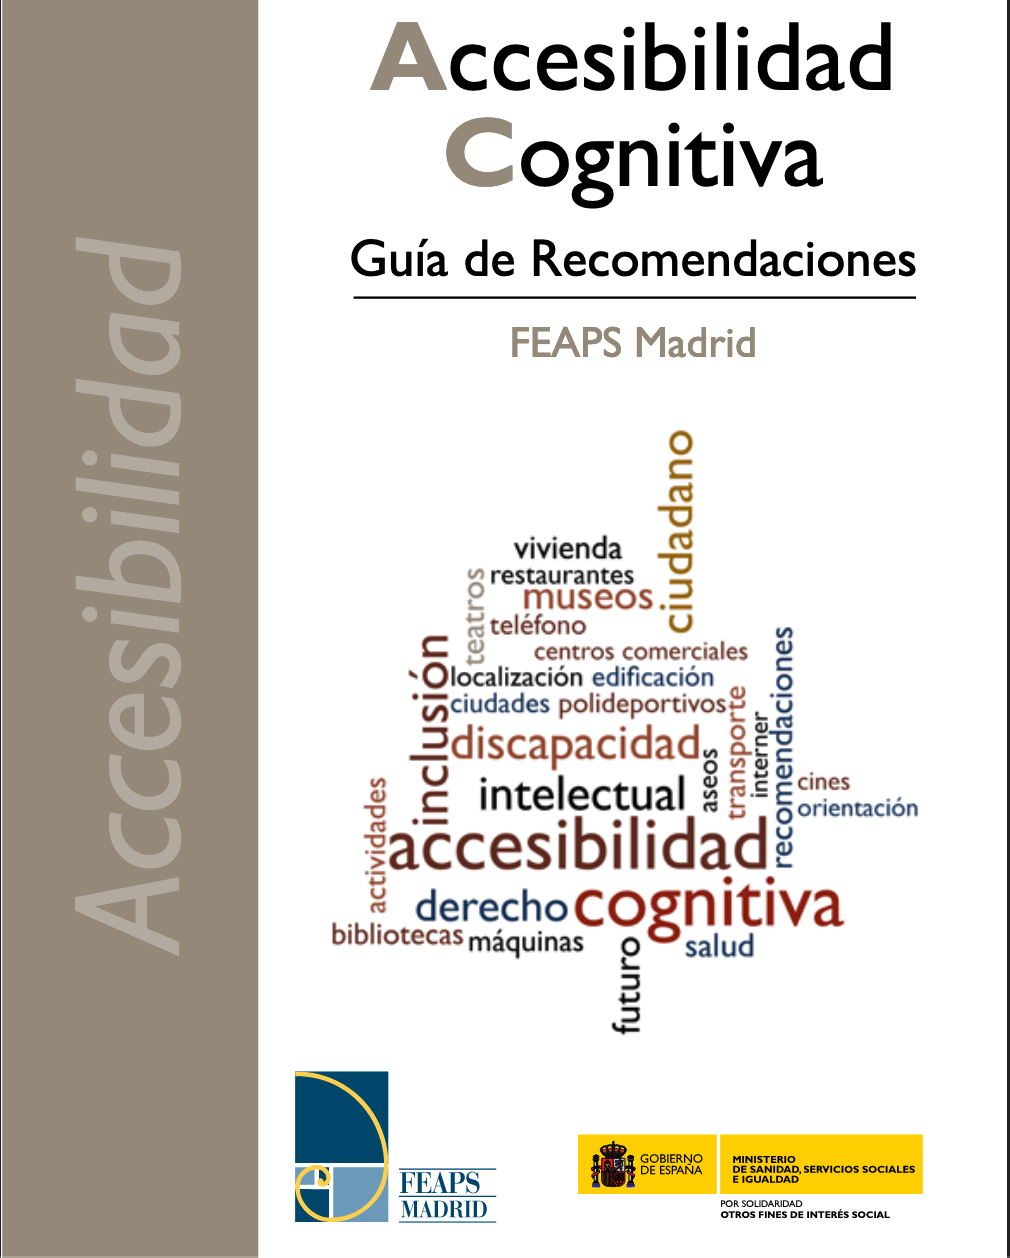 Accesibilidad
Cognitiva
Guía de Recomendaciones
FEAPS Madrid
Accesibilidad
ciudadano
vivienda
restaurantes
teatros
museos
teléfono
centros comerciales
inclusión
localización edificación
ciudades polideportivos
recomendaciones
transporte
interner
discapacidad
aseos
intelectual
cines
orientación
actividades
accesibilidad
derecho cognitiva
bibliotecas máquinas
salud
futuro
FEAPS
MADRID
GOBIERNO
DE ESPAÑA
MINISTERIO
DE SANIDAD, SERVICIOS SOCIALES
E IGUALDAD
POR SOLIDARIDAD
OTROS FINES DE INTERÉS SOCIAL